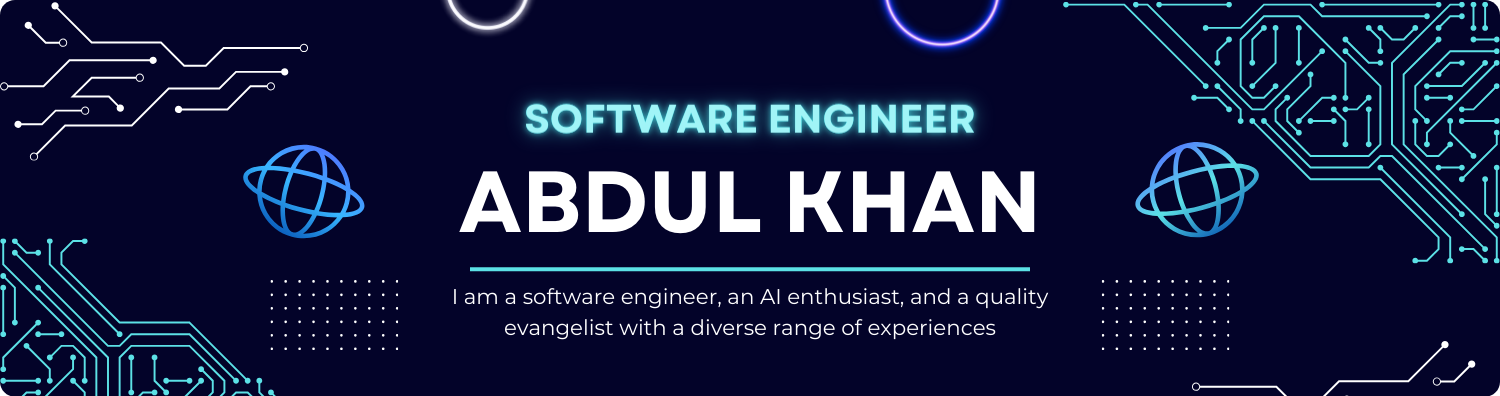 SOFTWARE ENGINEER
ABDUL KHAN
I am a software engineer, an AI enthusiast, and a quality
evangelist with a diverse range of experiences